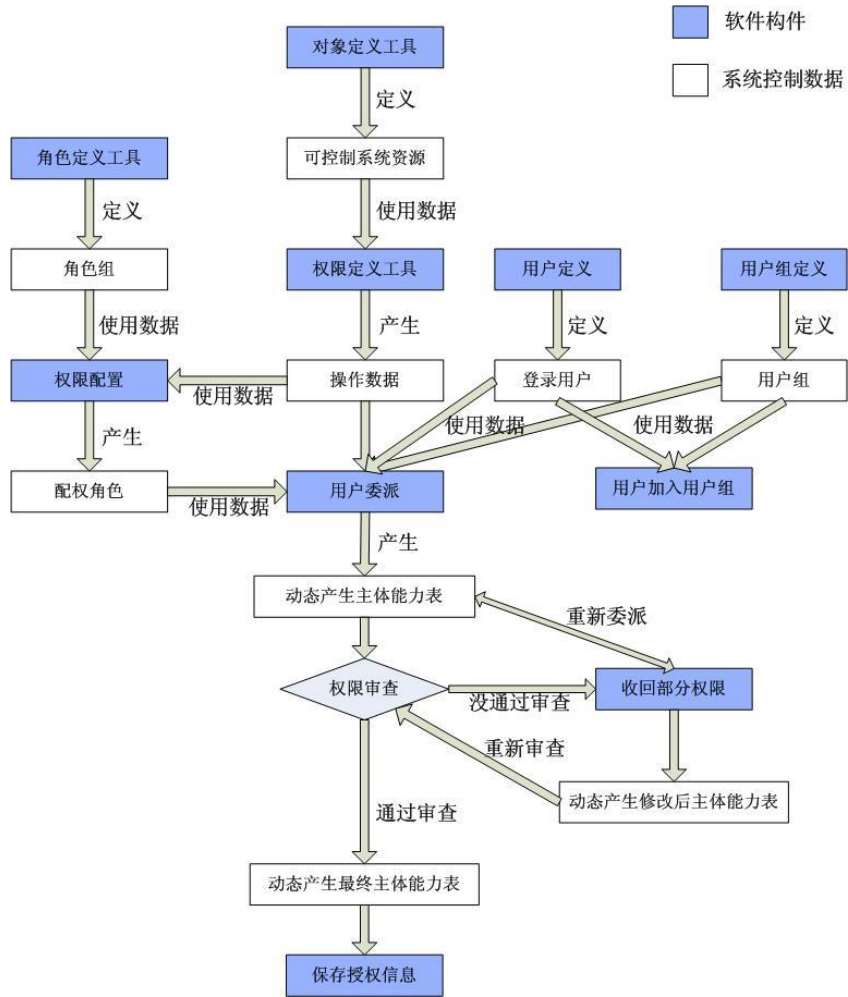 对象定义工具
软件构件
系统控制数据
定义
角色定义工具
可控制系统资源
定义
使用数据
角色组
权限定义工具
用户定义
用户组定义
使用数据
产生
定义
定义
权限配置
使用数据
操作数据
登录用户
用户组
产生
使用数据
使用数据
配权角色
使用数据
用户委派
用户加入用户组
产生
动态产生主体能力表
重新委派
权限审查
没通过审查
收回部分权限
重新审查
通过审查
动态产生修改后主体能力表
动态产生最终主体能力表
保存授权信息